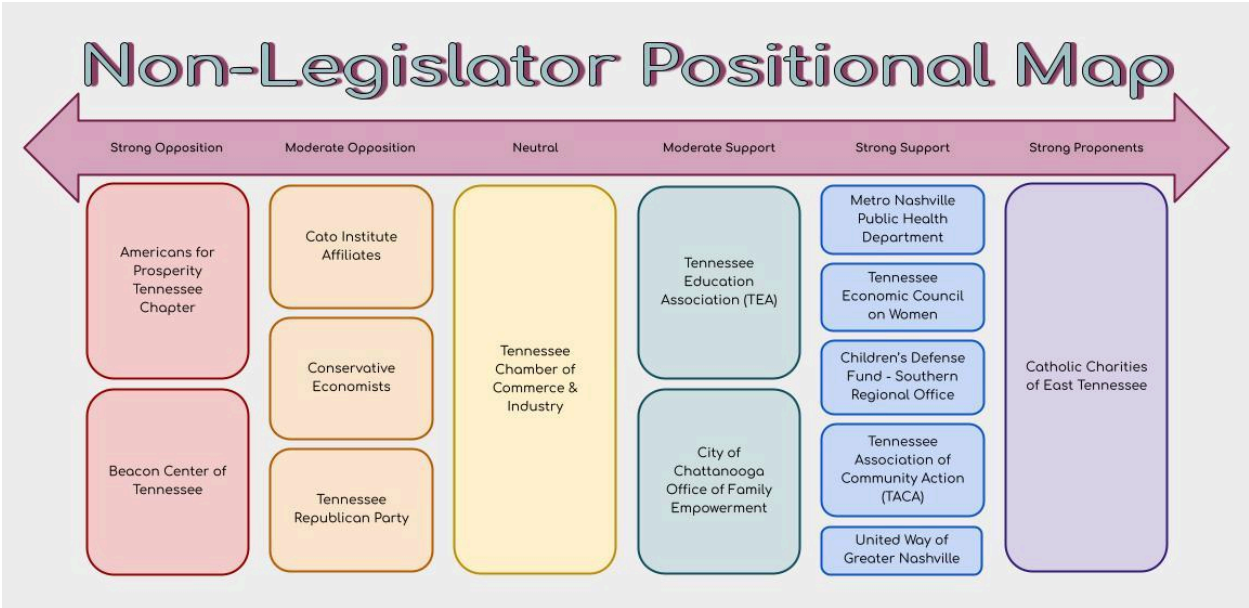 Non-Legislator Positional Map
Strong Opposition
Moderate Opposition
Neutral
Moderate Support
Strong Support
Strong Proponents
Americans for
Prosperity
Tennessee
Chapter
Beacon Center of
Tennessee
Cato Institute
Affiliates
Conservative
Economists
Tennessee
Republican Party
Tennessee
Chamber of
Commerce &
Industry
Tennessee
Education
Association (TEA)
City of
Chattanooga
Office of Family
Empowerment
Metro Nashville
Public Health
Department
Tennessee
Economic Council
on Women
Children's Defense
Fund - Southern
Regional Office
Tennessee
Association of
Community Action
(TACA)
United Way of
Greater Nashville
Catholic Charities
of East Tennessee